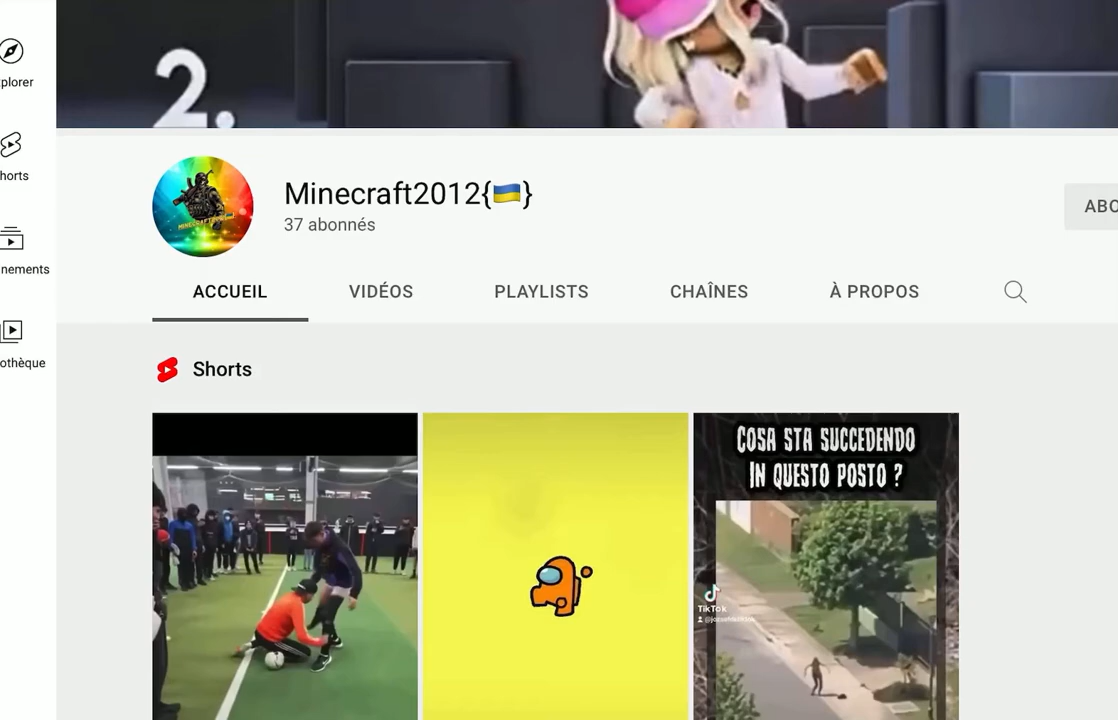 plorer
horts
nements
othèque
2.
Minecraft2012{🇺🇦}
37 abonnés
ABO
ACCUEIL
VIDÉOS
PLAYLISTS
CHAÎNES
À PROPOS
Shorts
COSA STA SUCCEDENDO
IN QUESTO POSTO ?
TikTok